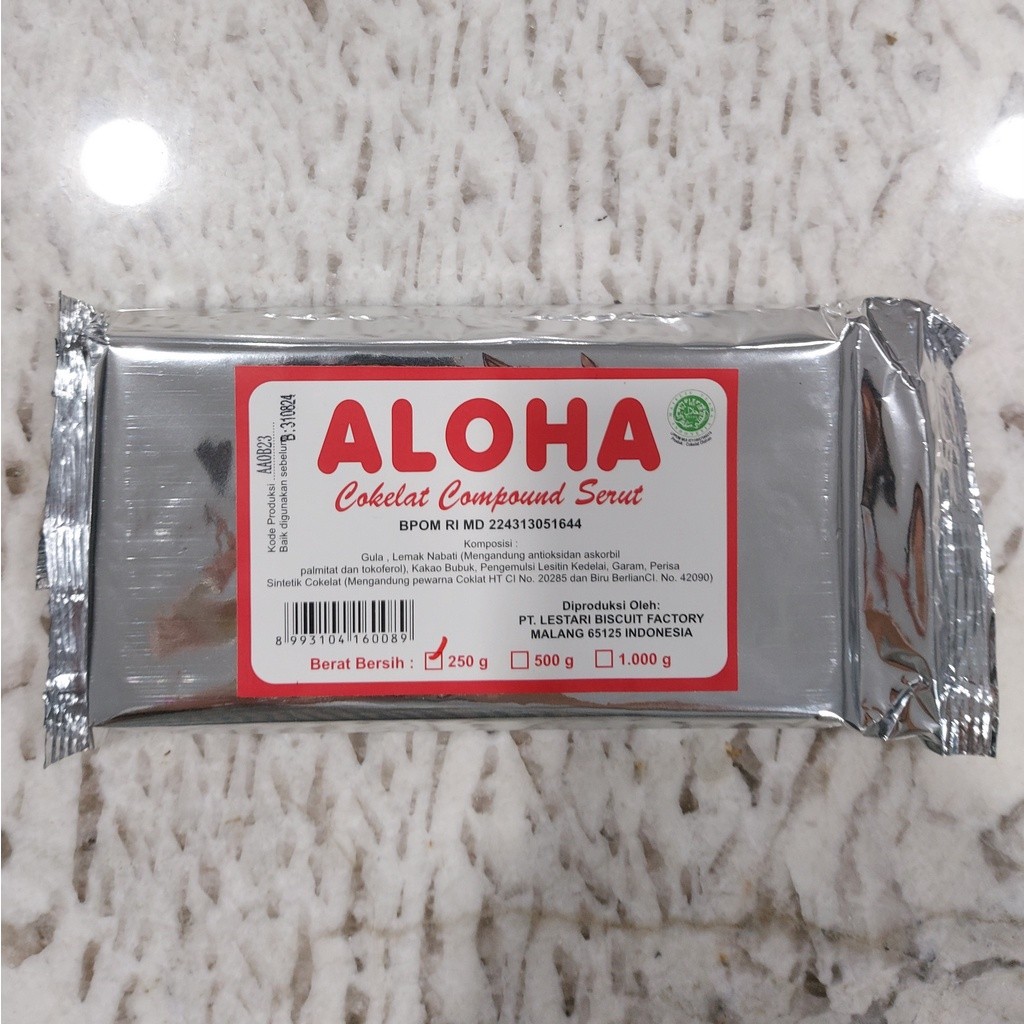 Kode Produksi ........ AA0B23
Baik digunakan sebelum B:310824
ALOHA
Cokelat Compound Serut
BPOM RI MD 224313051644
Komposisi :
Gula , Lemak Nabati (Mengandung antioksidan askorbil
palmitat dan tokoferol), Kakao Bubuk, Pengemulsi Lesitin Kedelai, Garam, Perisa
Sintetik Cokelat (Mengandung pewarna Coklat HT CI No. 20285 dan Biru BerlianCI. No. 42090)
8 993104 160089
Diproduksi Oleh:
PT. LESTARI BISCUIT FACTORY
MALANG 65125 INDONESIA
Berat Bersih : 250 g 500 g 1.000 g